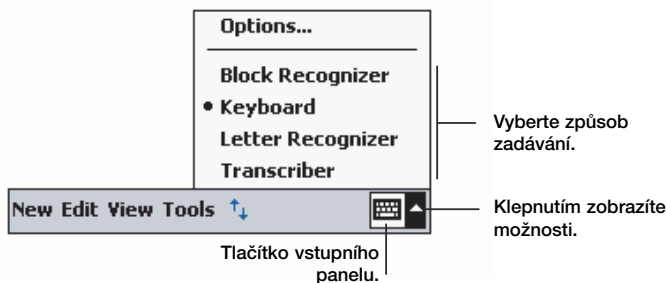 Options...
Block Recognizer
Keyboard
Letter Recognizer
Transcriber
Vyberte způsob
zadávání.
New Edit View Tools
Klepnutím zobrazíte
možnosti.
Tlačítko vstupního
panelu.